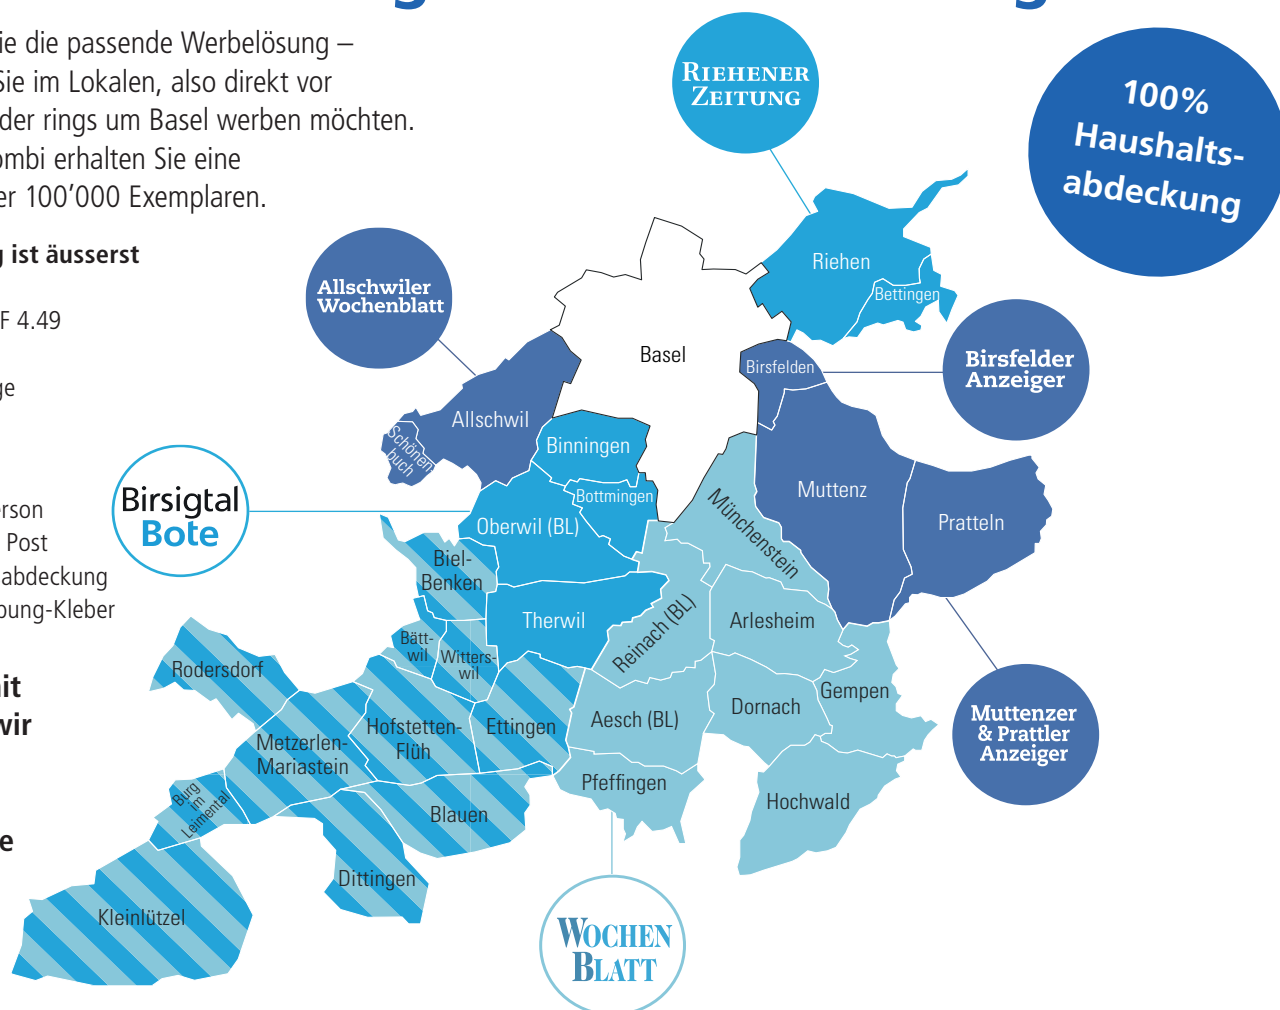 ie die passende Werbelösung –
Sie im Lokalen, also direkt vor
der rings um Basel werben möchten.
ombi erhalten Sie eine
er 100’000 Exemplaren.
g ist äusserst
F 4.49
ge
erson
Post
abdeckung
bung-Kleber
it
wir
e
RIEHENER
ZEITUNG
100%
Haushalts-
abdeckung
Allschwiler
Wochenblatt
Birsfelder
Anzeiger
Birsigtal
Bote
Muttenzer
& Prattler
Anzeiger
WOCHEN
BLATT
Riehen
Bettingen
Basel
Birsfelden
Allschwil
Schönen-
buch
Binningen
Bottmingen
Oberwil (BL)
Muttenz
Pratteln
Münchenstein
Biel-
Benken
Therwil
Reinach (BL)
Arlesheim
Bätt-
wil
Witters-
wil
Rodersdorf
Hofstetten-
Flüh
Ettingen
Aesch (BL)
Dornach
Gempen
Metzerlen-
Mariastein
Burg
im
Leimental
Blauen
Pfeffingen
Hochwald
Dittingen
Kleinlützel